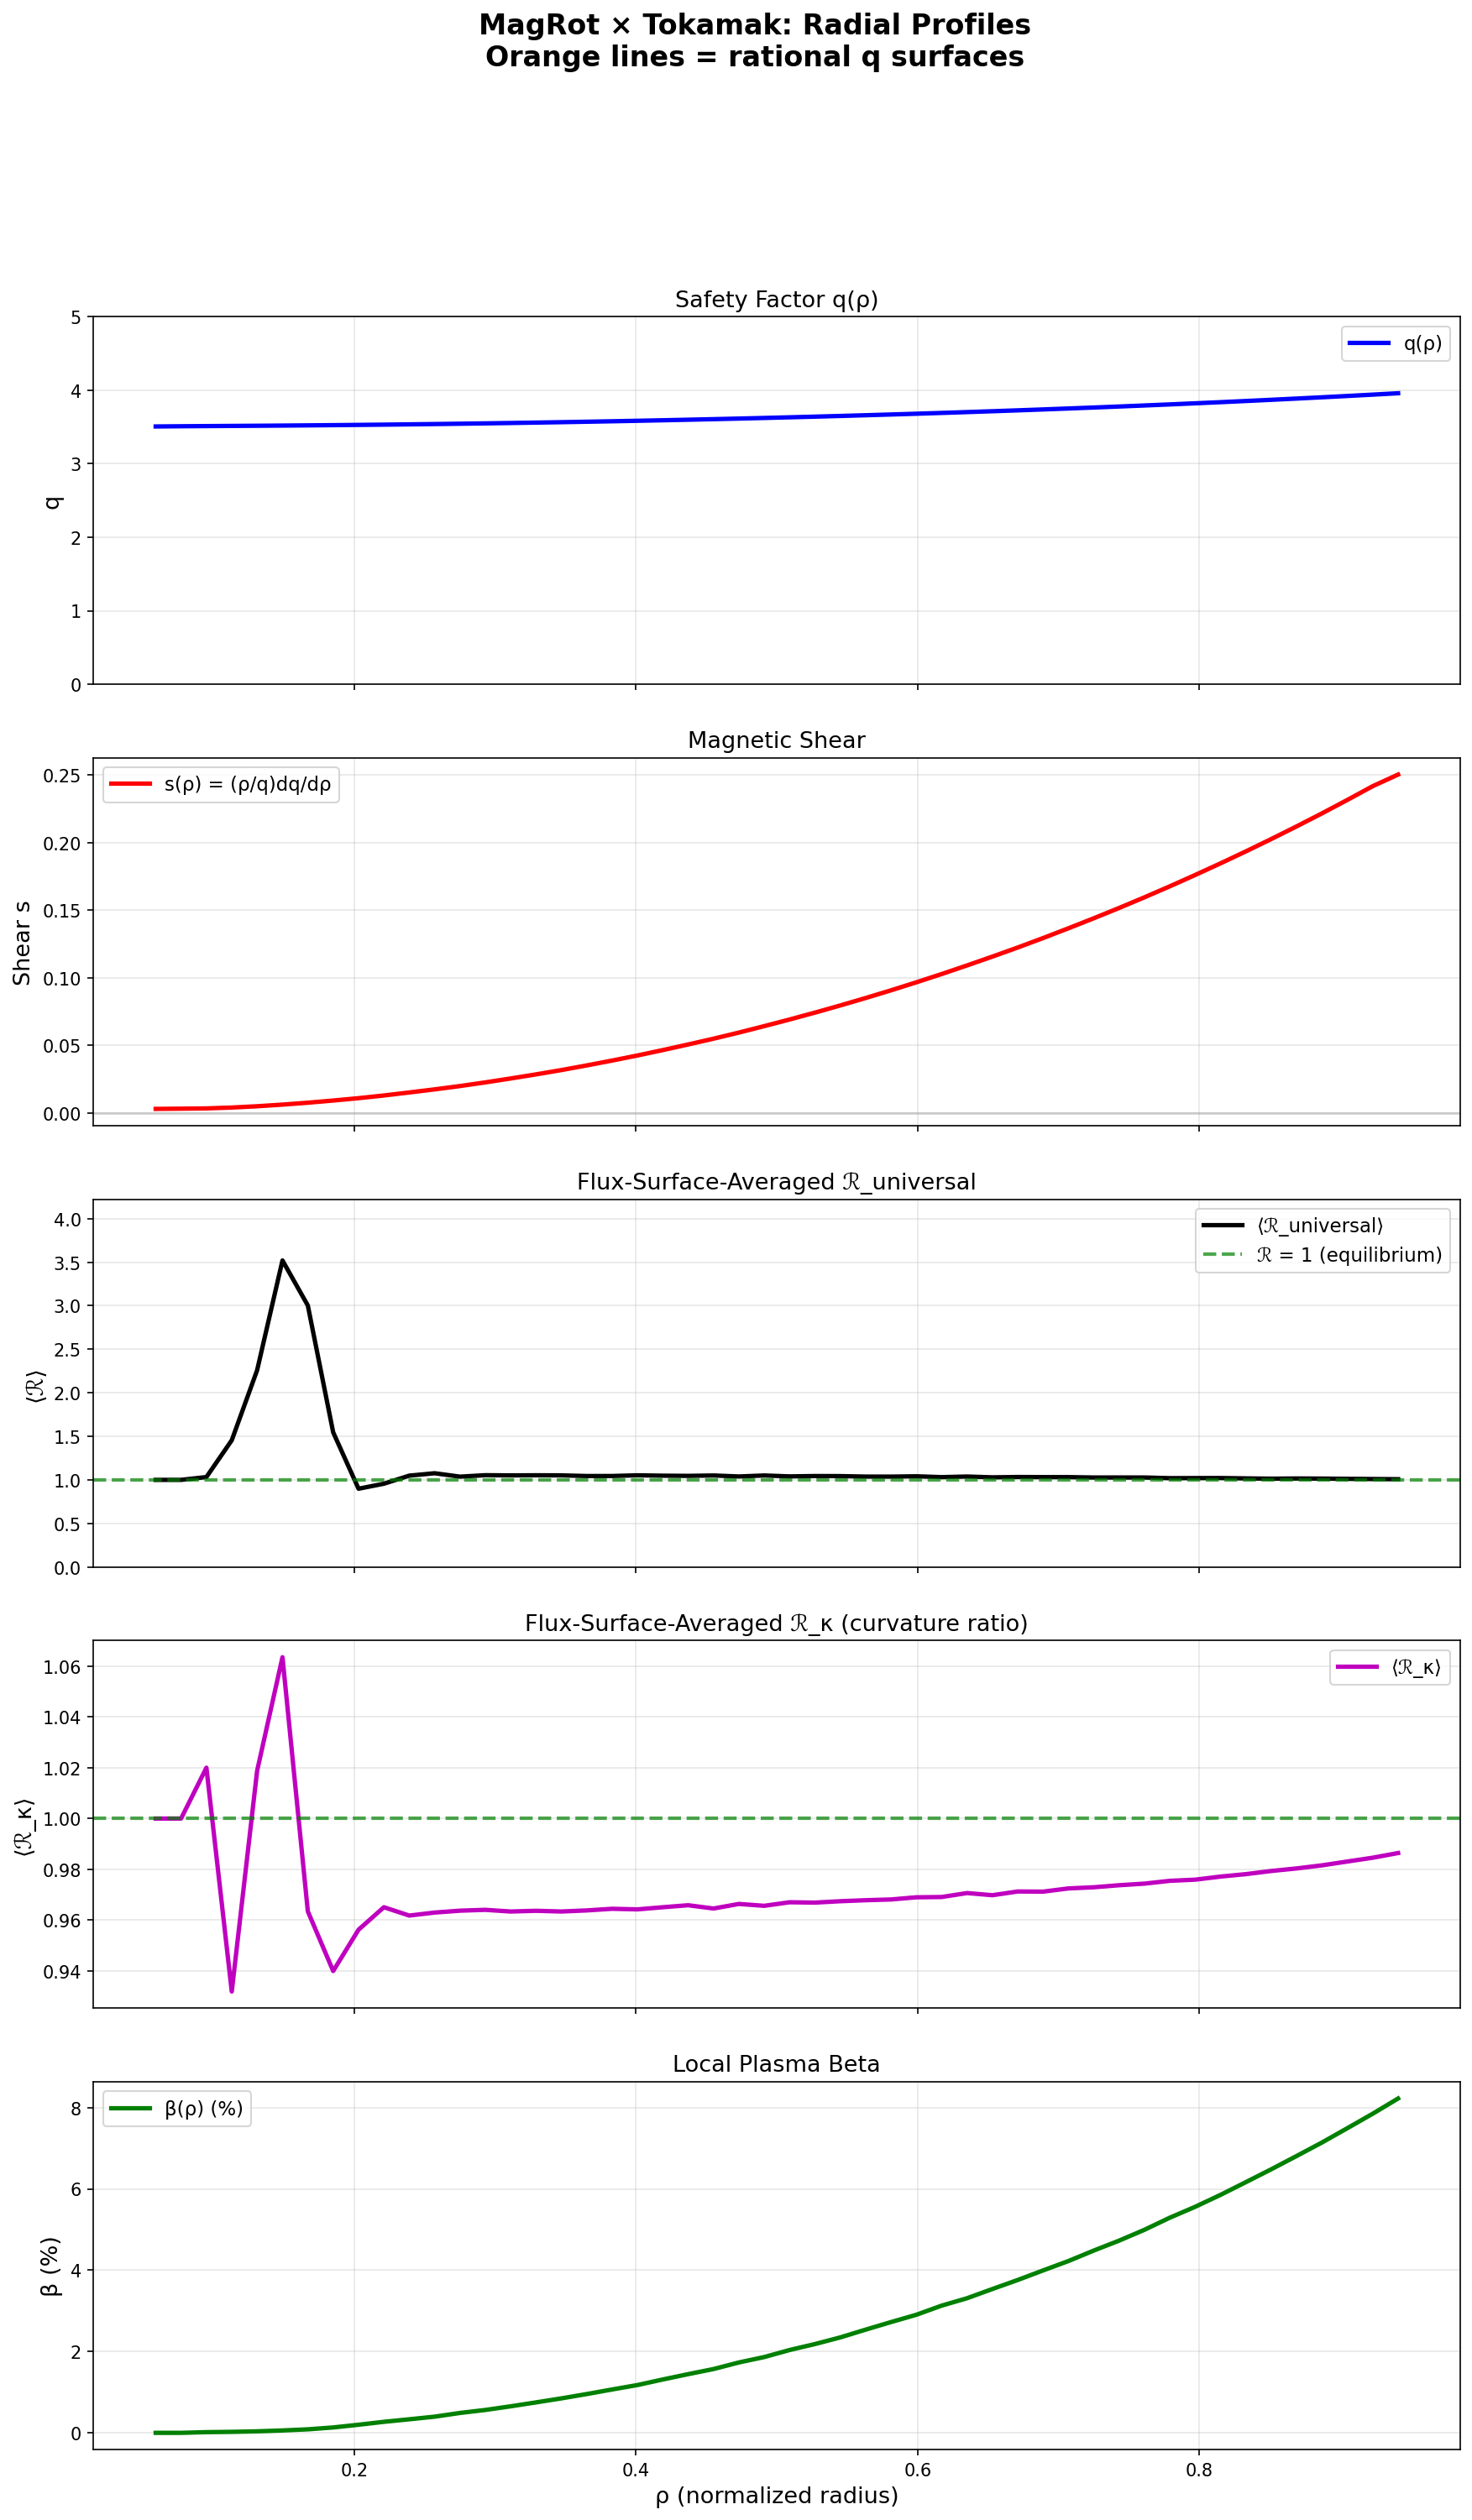 MagRot × Tokamak: Radial Profiles
Orange lines = rational q surfaces
Safety Factor q(ρ)
5
4
3
2
1
0
q
q(ρ)
Magnetic Shear
0.25
0.20
0.15
0.10
0.05
0.00
Shear s
s(ρ) = (ρ/q)dq/dρ
Flux-Surface-Averaged ℛ_universal
4.0
3.5
3.0
2.5
2.0
1.5
1.0
0.5
0.0
⟨ℛ⟩
⟨ℛ_universal⟩
ℛ = 1 (equilibrium)
Flux-Surface-Averaged ℛ_κ (curvature ratio)
1.06
1.04
1.02
1.00
0.98
0.96
0.94
⟨ℛ_κ⟩
⟨ℛ_κ⟩
Local Plasma Beta
8
6
4
2
0
β (%)
β(ρ) (%)
0.2 0.4 0.6 0.8
ρ (normalized radius)